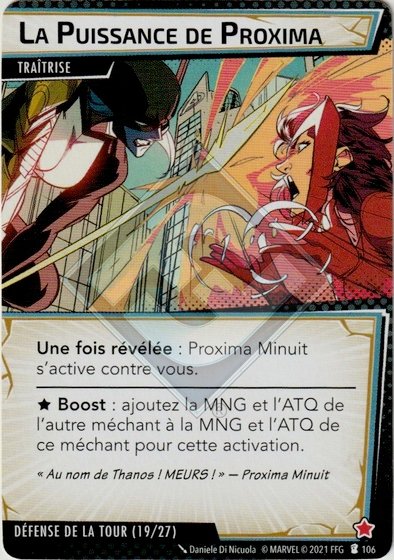 La Puissance de Proxima
TRAÎTRISE
Une fois révélée : Proxima Minuit
s'active contre vous.
★ Boost : ajoutez la MNG et l'ATQ de
l'autre méchant à la MNG et l'ATQ de
ce méchant pour cette activation.
« Au nom de Thanos ! MEURS ! » — Proxima Minuit
DÉFENSE DE LA TOUR (19/27)
Daniele Di Nicuola © MARVEL © 2021 FFG 106